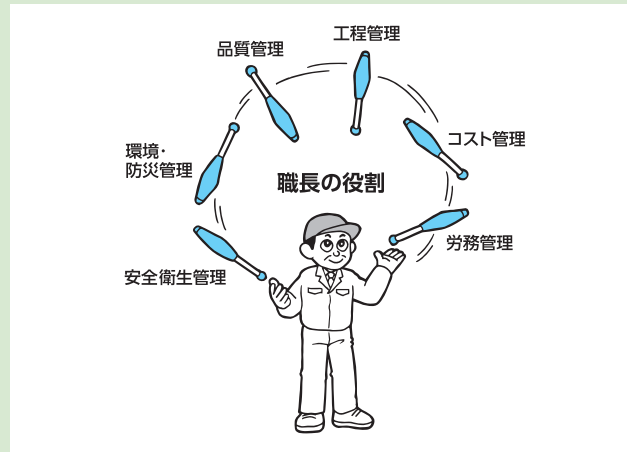 工程管理
品質管理
コスト管理
環境・
防災管理
職長の役割
労務管理
安全衛生管理